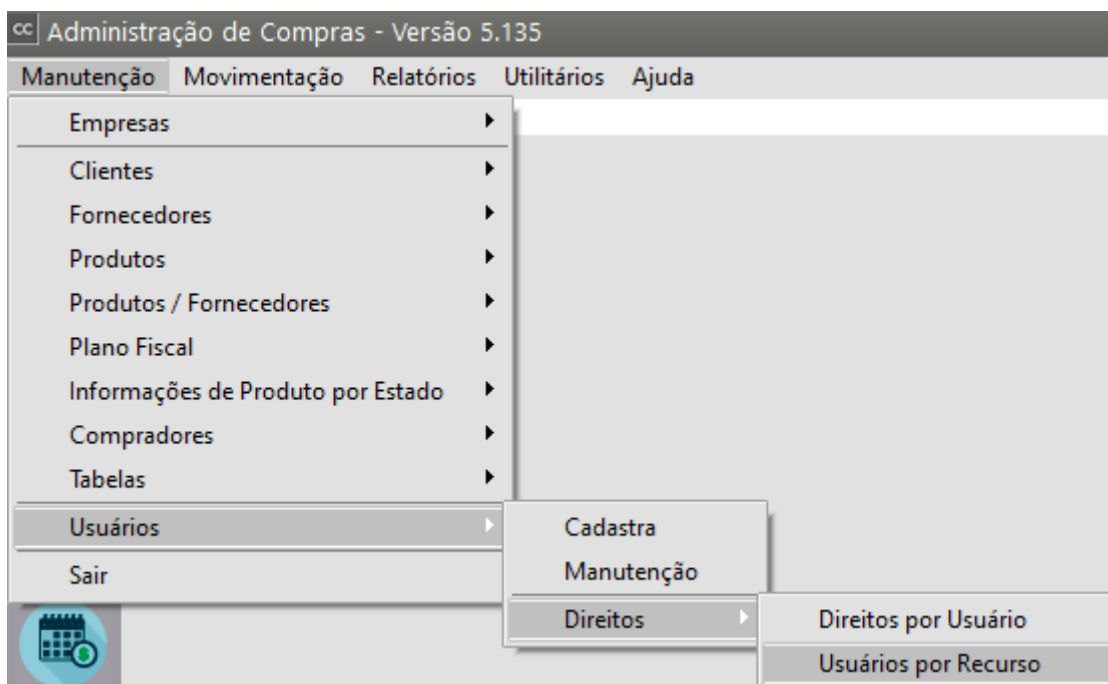 cc Administração de Compras - Versão 5.135
Manutenção Movimentação Relatórios Utilitários Ajuda
Empresas
Clientes
Fornecedores
Produtos
Produtos / Fornecedores
Plano Fiscal
Informações de Produto por Estado
Compradores
Tabelas
Usuários
Sair
Cadastra
Manutenção
Direitos
Direitos por Usuário
Usuários por Recurso